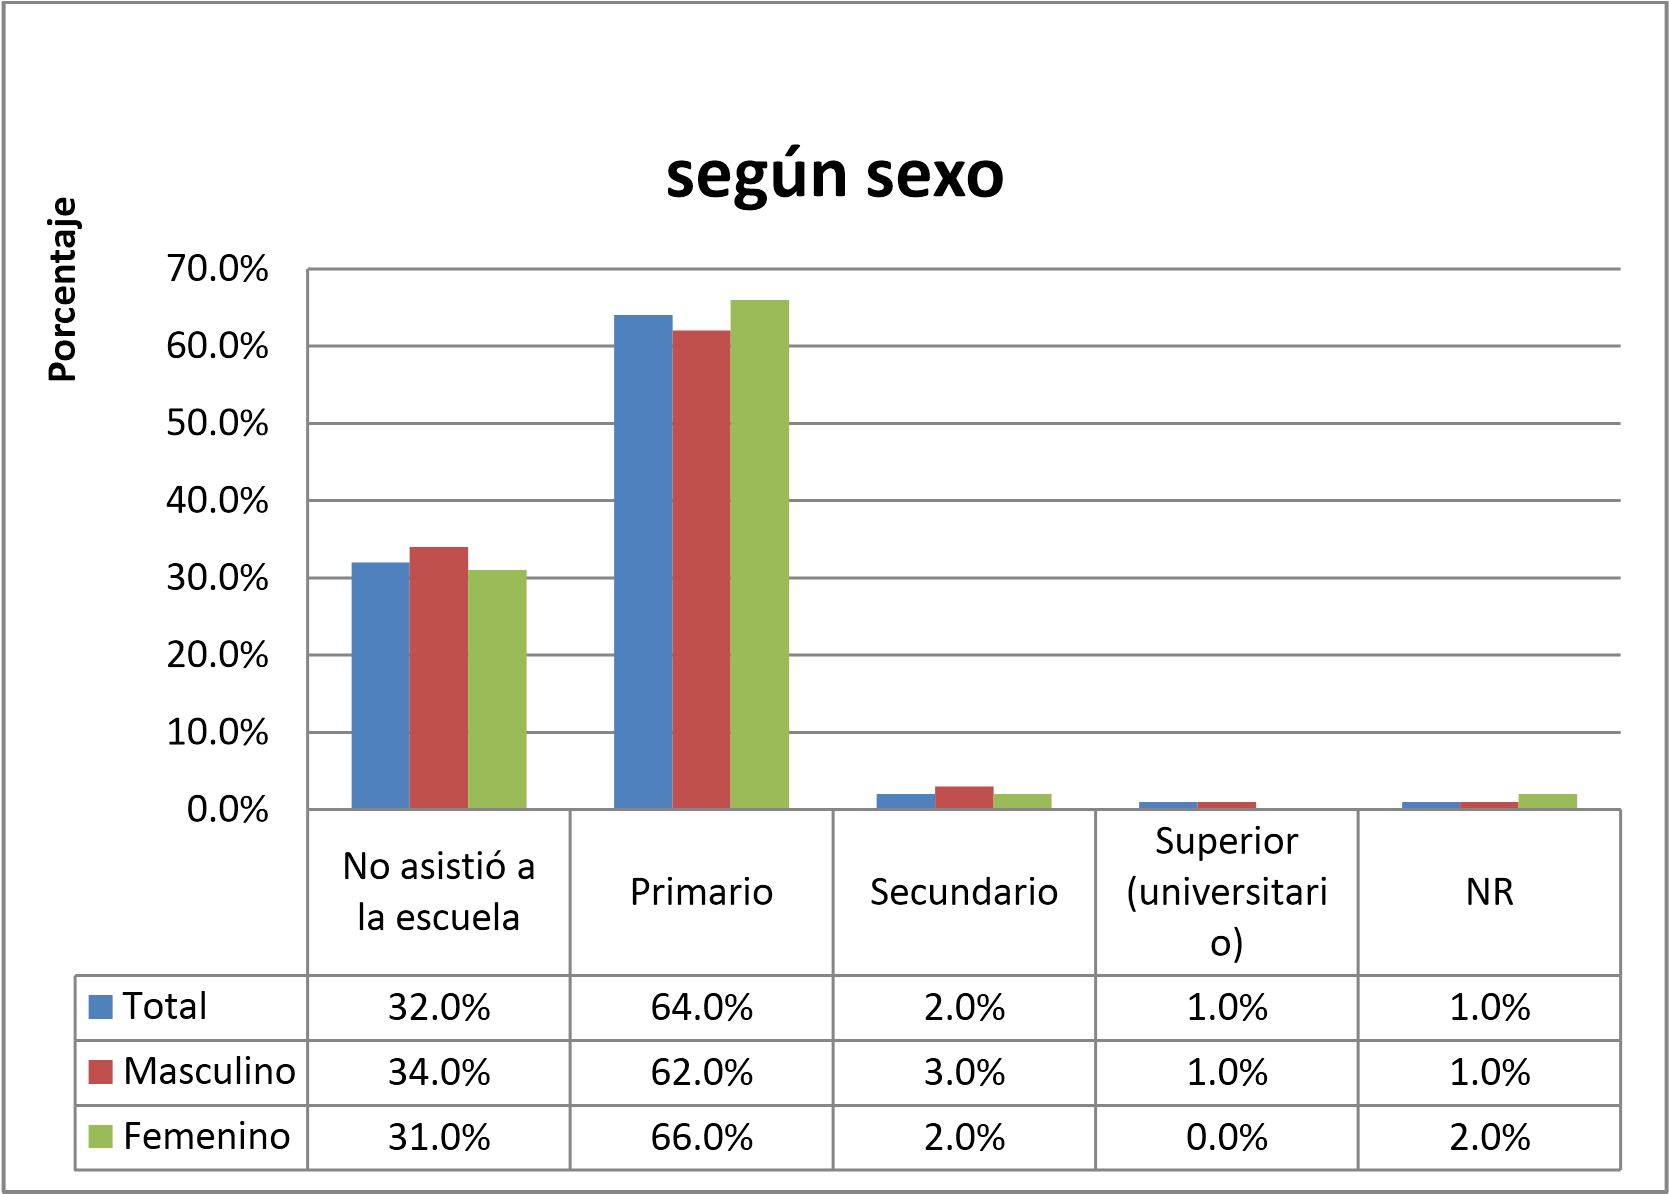 según sexo
Porcentaje
70.0%
60.0%
50.0%
40.0%
30.0%
20.0%
10.0%
0.0%
No asistió a
la escuela
Primario
Secundario
Superior
(universitari
o)
NR
Total 32.0% 64.0% 2.0% 1.0% 1.0%
Masculino 34.0% 62.0% 3.0% 1.0% 1.0%
Femenino 31.0% 66.0% 2.0% 0.0% 2.0%